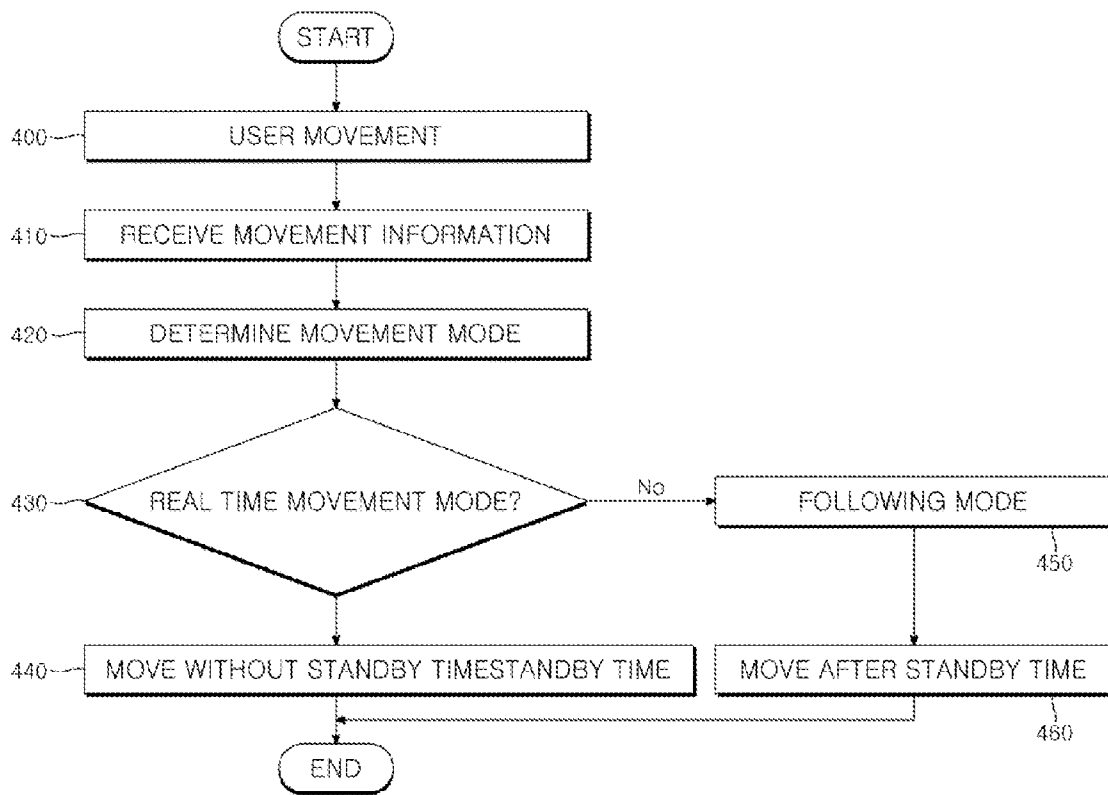 START
400
USER MOVEMENT
410
RECEIVE MOVEMENT INFORMATION
420
DETERMINE MOVEMENT MODE
430
REAL TIME MOVEMENT MODE?
No
FOLLOWING MODE
450
440
MOVE WITHOUT STANDBY TIMESTANDBY TIME
MOVE AFTER STANDBY TIME
460
END